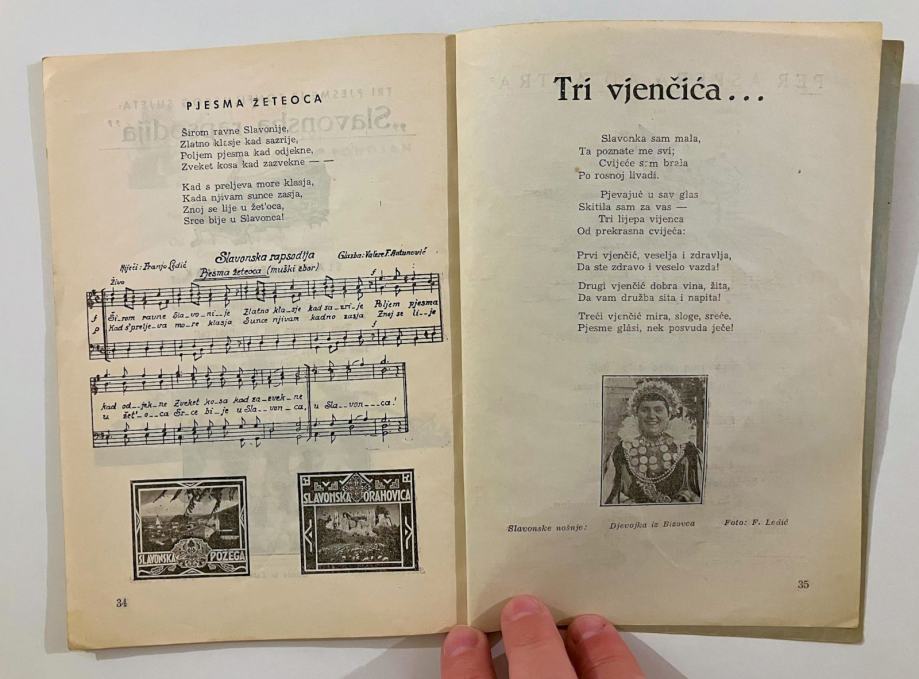 PJESMA ŽETEOCA
Širom ravne Slavonije,
Zlatno klasje kad sazrije,
Poljem pjesma kad odjekne,
Zveket kosa kad zazvekne — —
Kad s preljeva more klasja,
Kada njivam sunce zasja,
Znoj se lije u žet'oca,
Srce bije u Slavonca!
Slavonska rapsodija
Riječi: Franjo Ledić
Pjesma žeteoca (muški zbor)
Glazba: Valere F. Antunović
Živo
f
f
Ši-rom ravne Sla-vo-ni-je Zlatno kla-sje kad sa-zri-je Poljem pjesma
p Kad s'prelje-va mo-re klasja Sunce njivam kadno zasja Znoj se li-je
f
kad od-jek-ne Zveket ko-sa kad za-zvek-ne
u žet'-o-ca Sr-ce bi-je u Sla-von-ca, u Sla-von-ca!
SLAVONSKA POŽEGA
SLAVONSKA ORAHOVICA
34
Tri vjenčića...
Slavonka sam mala,
Ta poznate me svi;
Cvijeće sam brala
Po rosnoj livadi.
Pjevajuć u sav glas
Skitila sam za vas —
Tri lijepa vijenca
Od prekrasna cvijeća:
Prvi vjenčić, veselja i zdravlja,
Da ste zdravo i veselo vazda!
Drugi vjenčić dobra vina, žita,
Da vam družba sita i napita!
Treći vjenčić mira, sloge, sreće,
Pjesme glási, nek posvuda ječe!
Slavonske nošnje: Djevojka iz Bizovca Foto: F. Ledić
35